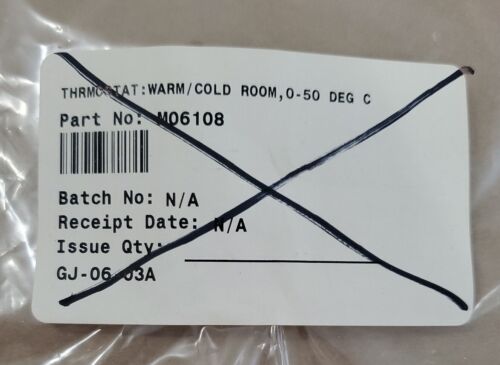 THRMOSTAT:WARM/COLD ROOM,0-50 DEG C
Part No: M06108
Batch No: N/A
Receipt Date: N/A
Issue Qty:
GJ-06-03A